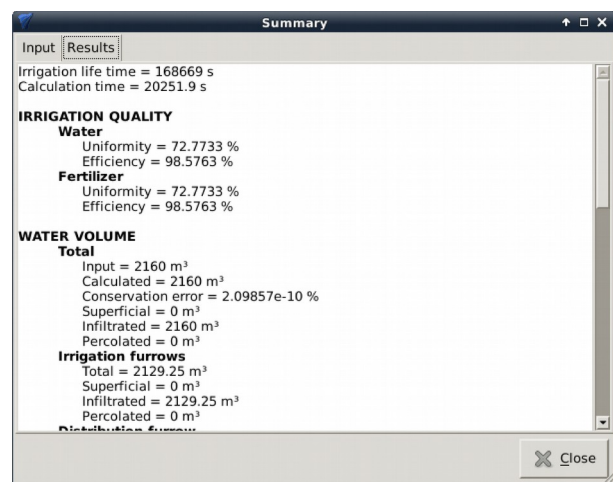 Summary
Input Results
Irrigation life time = 168669 s
Calculation time = 20251.9 s
IRRIGATION QUALITY
Water
Uniformity = 72.7733 %
Efficiency = 98.5763 %
Fertilizer
Uniformity = 72.7733 %
Efficiency = 98.5763 %
WATER VOLUME
Total
Input = 2160 m³
Calculated = 2160 m³
Conservation error = 2.09857e-10 %
Superficial = 0 m³
Infiltrated = 2160 m³
Percolated = 0 m³
Irrigation furrows
Total = 2129.25 m³
Superficial = 0 m³
Infiltrated = 2129.25 m³
Percolated = 0 m³
Distribution furrow
Close